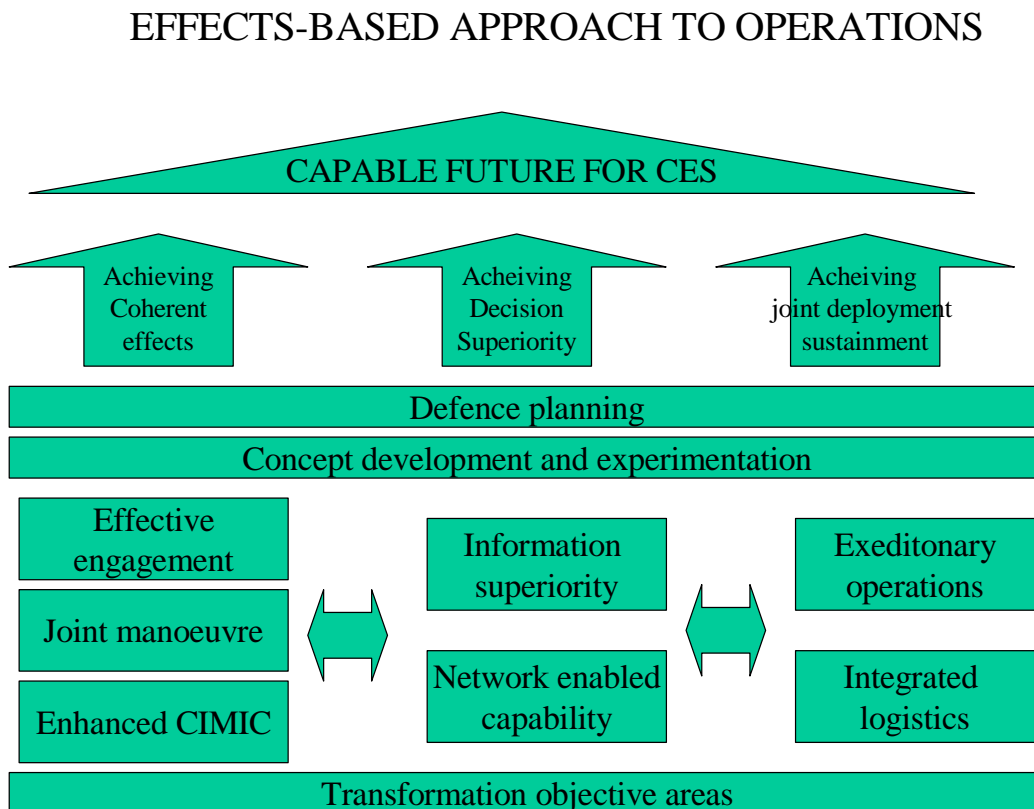 EFFECTS-BASED APPROACH TO OPERATIONS
CAPABLE FUTURE FOR CES
Achieving
Coherent
effects
Acheiving
Decision
Superiority
Acheiving
joint deployment
sustainment
Defence planning
Concept development and experimentation
Effective
engagement
Joint manoeuvre
Enhanced CIMIC
Information
superiority
Network enabled
capability
Exeditonary
operations
Integrated
logistics
Transformation objective areas